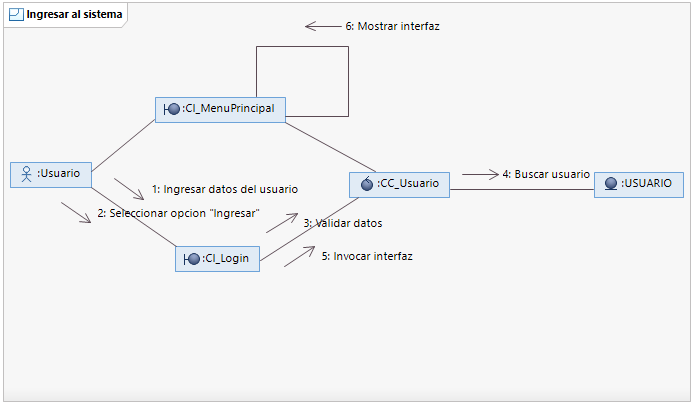 Ingresar al sistema
6: Mostrar interfaz
:CI_MenuPrincipal
:Usuario
:CC_Usuario
4: Buscar usuario
:USUARIO
1: Ingresar datos del usuario
2: Seleccionar opcion "Ingresar"
3: Validar datos
:CI_Login
5: Invocar interfaz